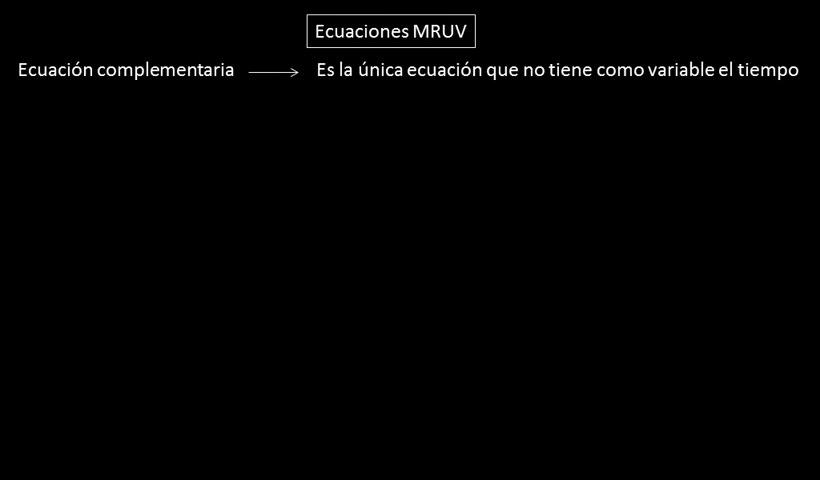 Ecuaciones MRUV
Ecuación complementaria ⟶ Es la única ecuación que no tiene como variable el tiempo